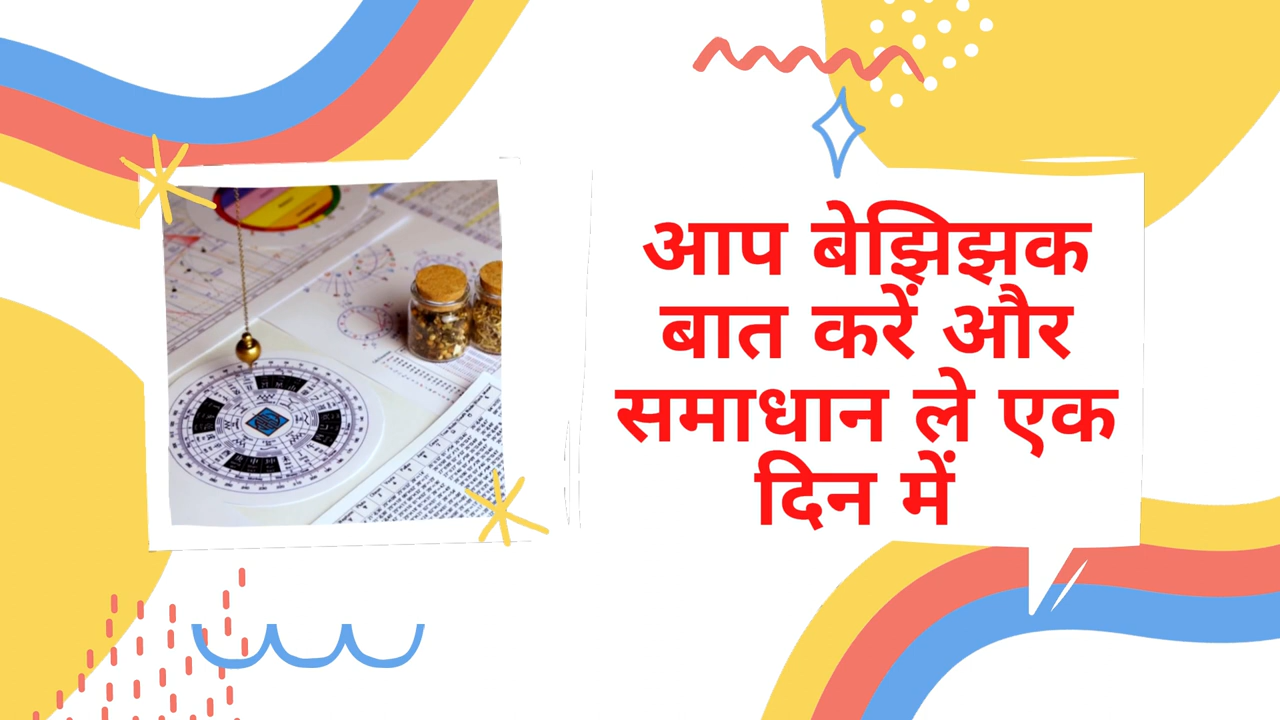 आप बेझिझक
बात करें और
समाधान ले एक
दिन में